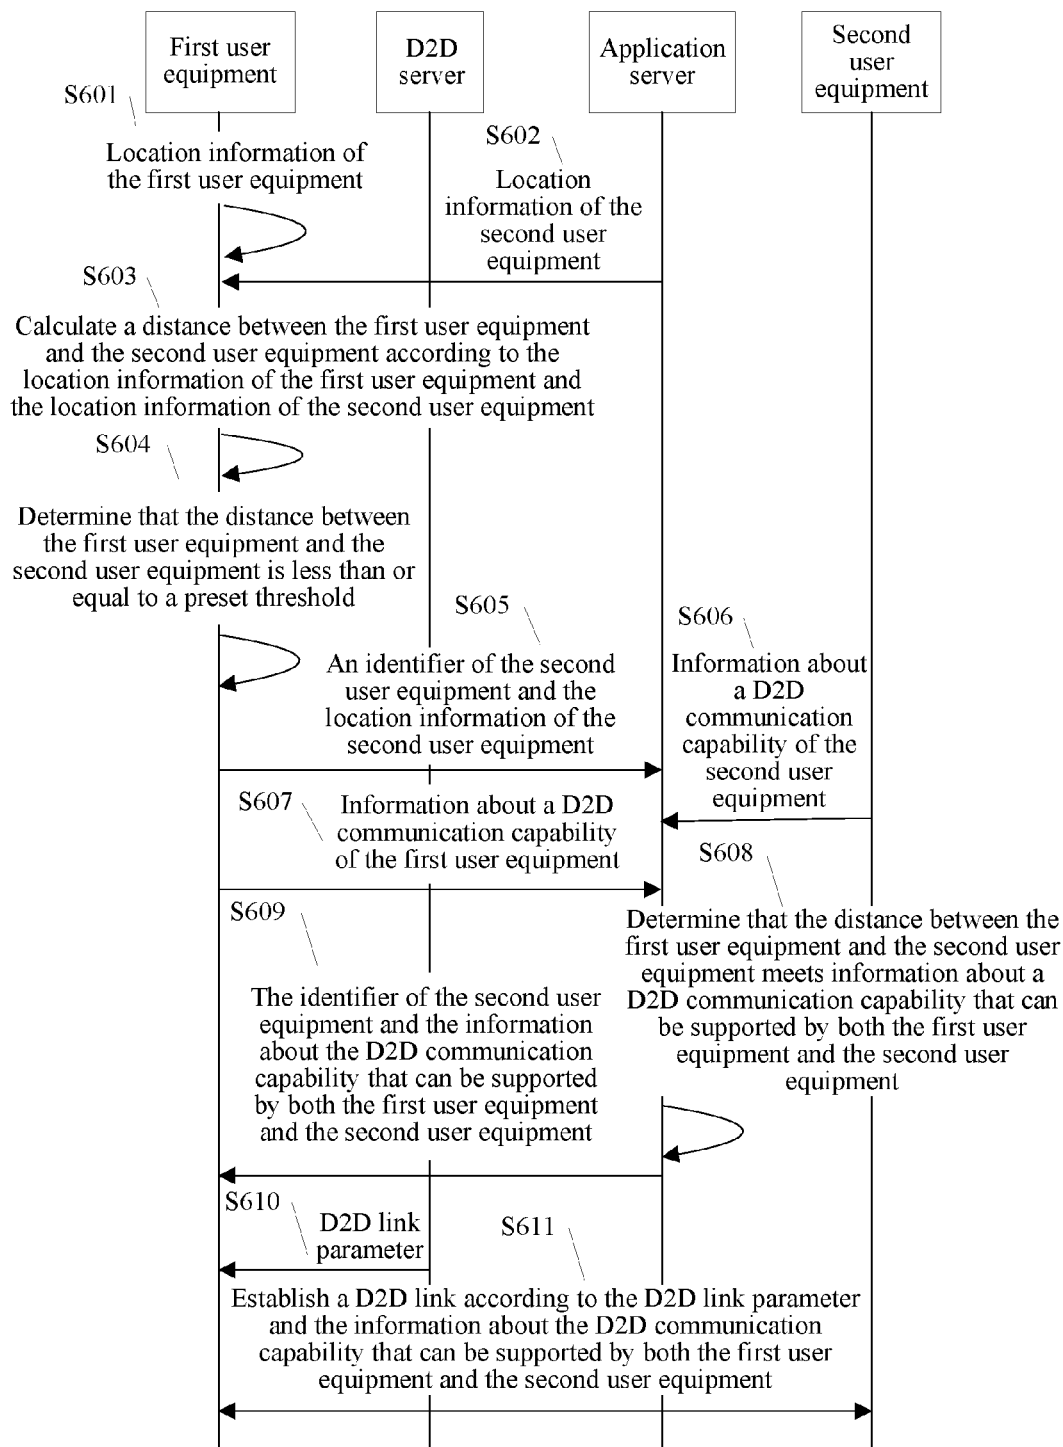 First user
equipment
D2D
server
Application
server
Second
user
equipment
S601
Location information of
the first user equipment
S602
Location
information of the
second user
equipment
S603
Calculate a distance between the first user equipment
and the second user equipment according to the
location information of the first user equipment and
the location information of the second user equipment
S604
Determine that the distance between
the first user equipment and the
second user equipment is less than or
equal to a preset threshold
S605
An identifier of the second
user equipment and the
location information of the
second user equipment
S606
Information about
a D2D
communication
capability of the
second user
equipment
S607
Information about a D2D
communication capability
of the first user equipment
S608
Determine that the distance between the
first user equipment and the second user
equipment meets information about a
D2D communication capability that can
be supported by both the first user
equipment and the second user
equipment
S609
The identifier of the second user
equipment and the information
about the D2D communication
capability that can be supported
by both the first user equipment
and the second user equipment
S610
D2D link
parameter
S611
Establish a D2D link according to the D2D link parameter
and the information about the D2D communication
capability that can be supported by both the first user
equipment and the second user equipment